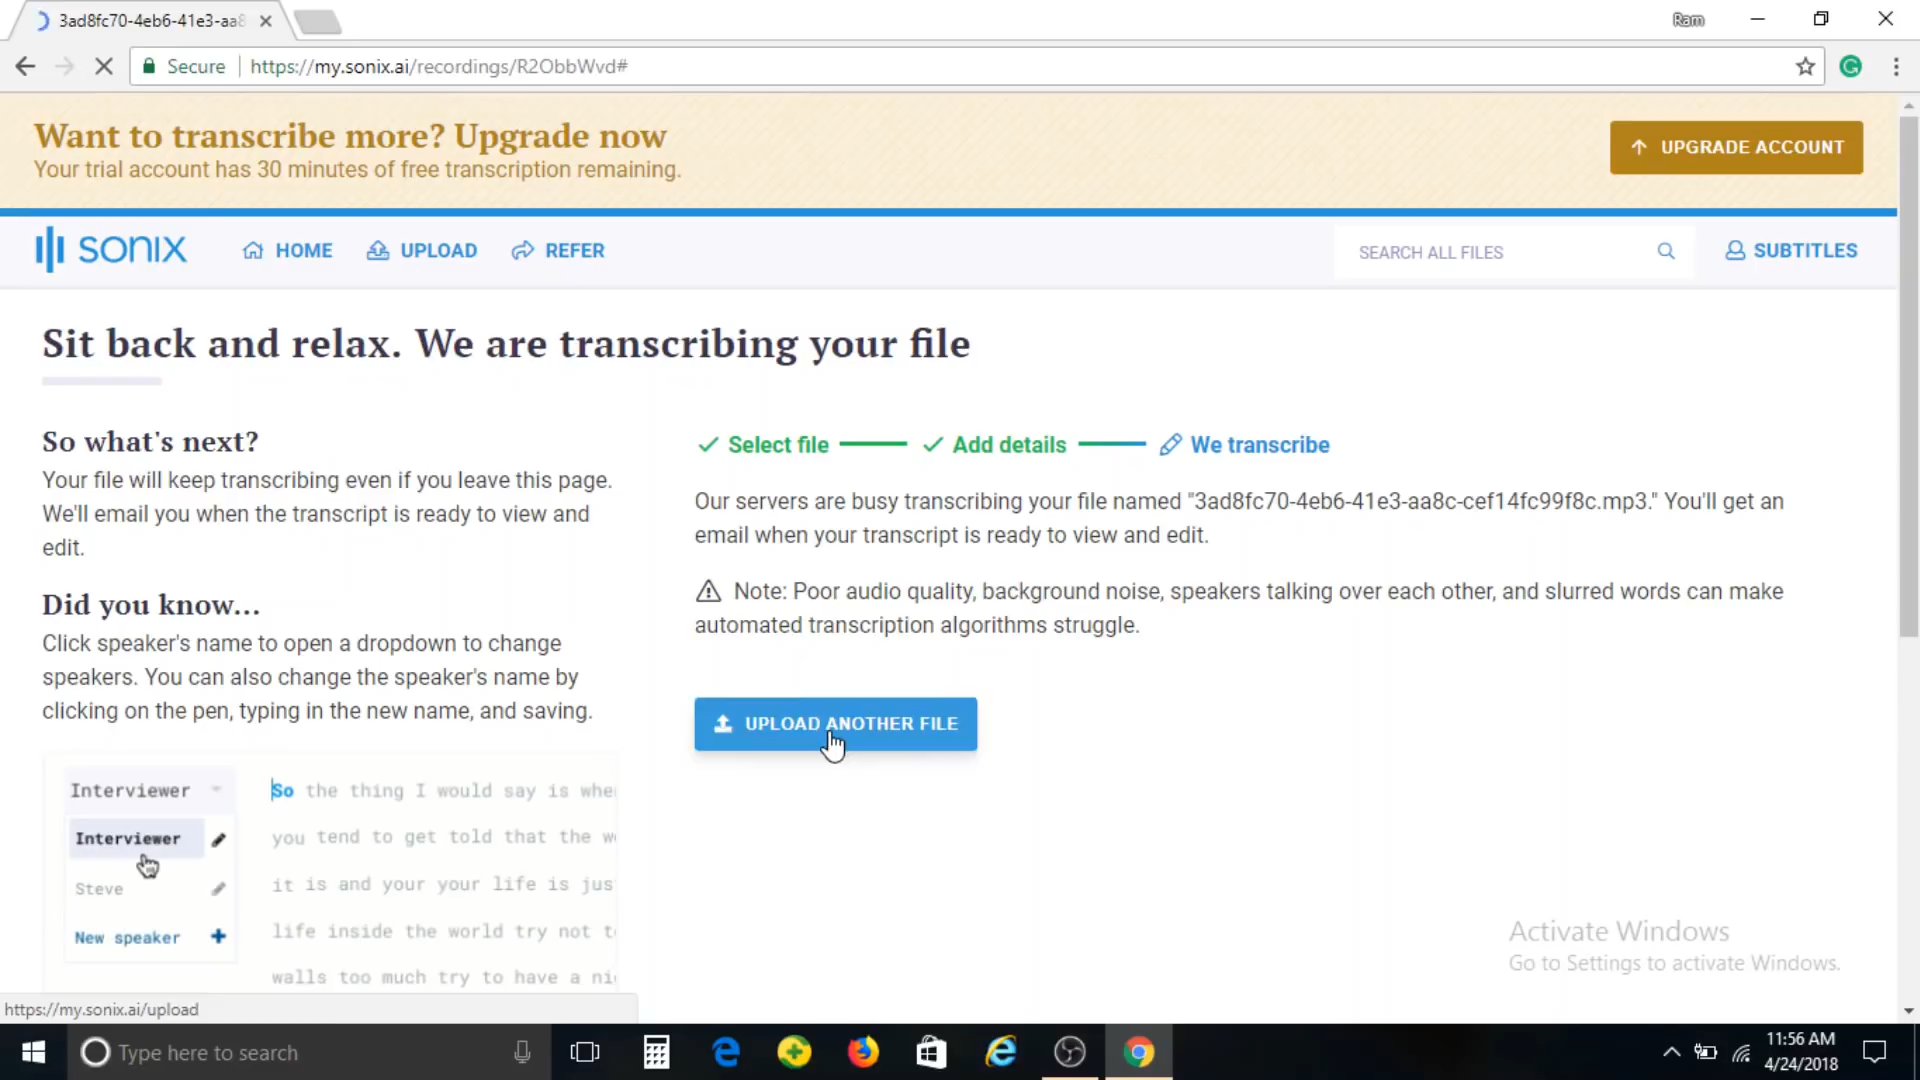 3ad8fc70-4eb6-41e3-aa8
Ram
Secure
https://my.sonix.ai/recordings/R2ObbWvd#
Want to transcribe more? Upgrade now
Your trial account has 30 minutes of free transcription remaining.
UPGRADE ACCOUNT
sonix
HOME
UPLOAD
REFER
SEARCH ALL FILES
SUBTITLES
Sit back and relax. We are transcribing your file
So what's next?
Your file will keep transcribing even if you leave this page.
We'll email you when the transcript is ready to view and
edit.
Did you know...
Click speaker's name to open a dropdown to change
speakers. You can also change the speaker's name by
clicking on the pen, typing in the new name, and saving.
Interviewer
Interviewer
Steve
New speaker
So the thing I would say is
you tend to get told that the
it is and your your life is jus
life inside the world try not
walls too much try to have a
Select file
Add details
We transcribe
Our servers are busy transcribing your file named "3ad8fc70-4eb6-41e3-aa8c-cef14fc99f8c.mp3." You'll get an
email when your transcript is ready to view and edit.
Note: Poor audio quality, background noise, speakers talking over each other, and slurred words can make
automated transcription algorithms struggle.
UPLOAD ANOTHER FILE
Activate Windows
Go to Settings to activate Windows.
https://my.sonix.ai/upload
Type here to search
11:56 AM
4/24/2018